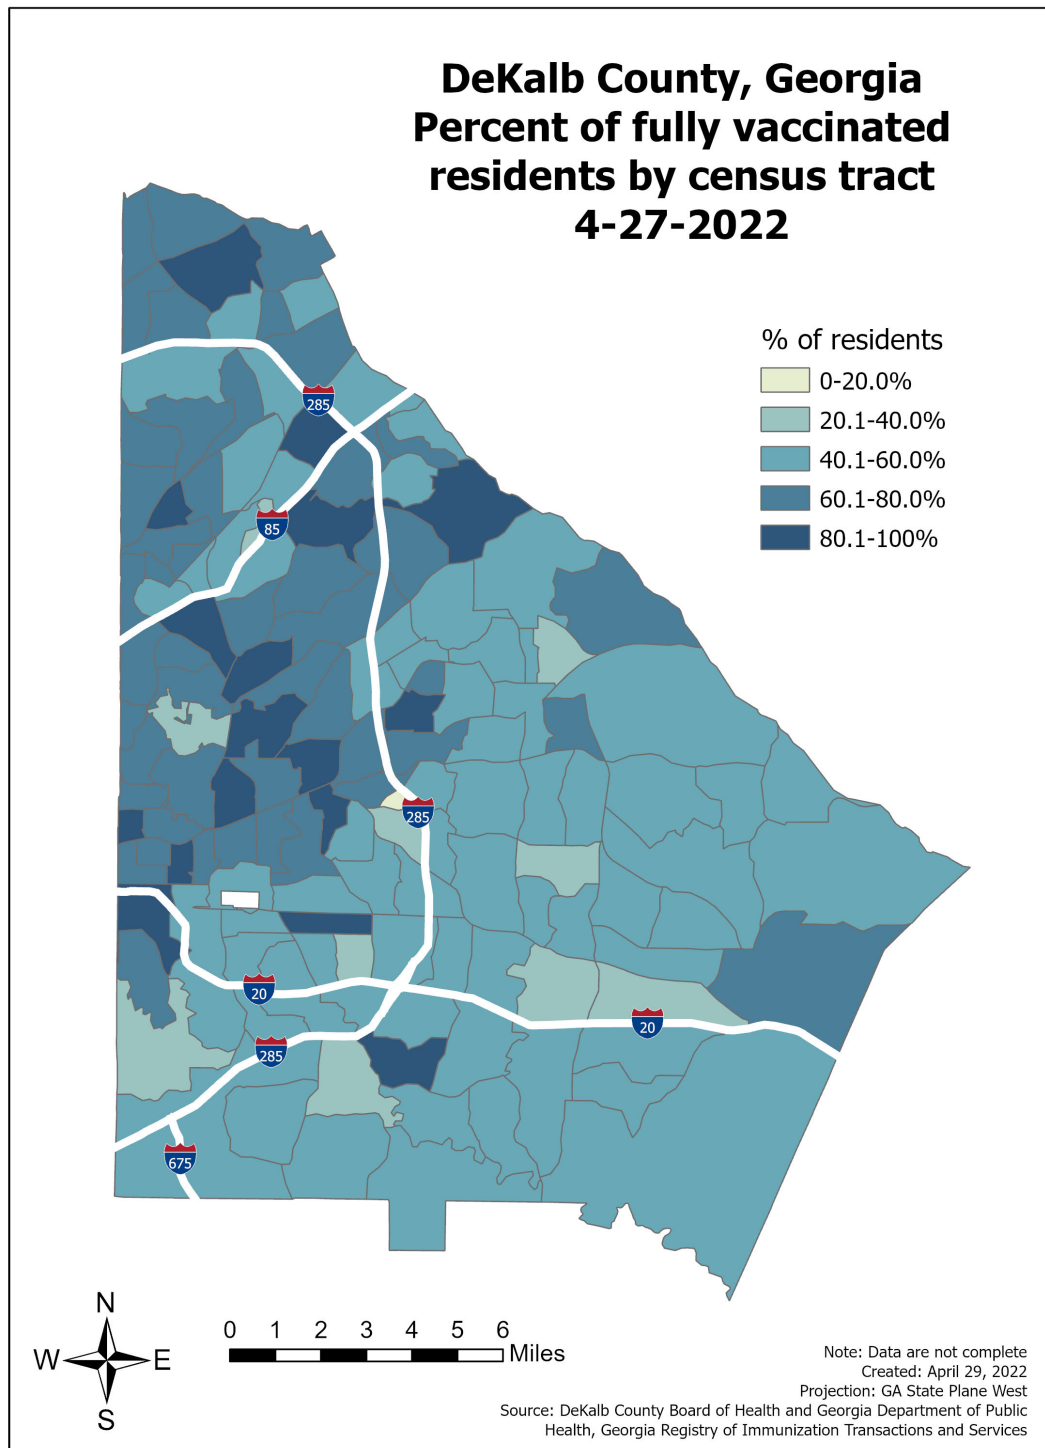 DeKalb County, Georgia
Percent of fully vaccinated
residents by census tract
4-27-2022
% of residents
0-20.0%
20.1-40.0%
40.1-60.0%
60.1-80.0%
80.1-100%
285
85
285
20
20
285
675
N
W E
S
0 1 2 3 4 5 6
Miles
Note: Data are not complete
Created: April 29, 2022
Projection: GA State Plane West
Source: DeKalb County Board of Health and Georgia Department of Public
Health, Georgia Registry of Immunization Transactions and Services